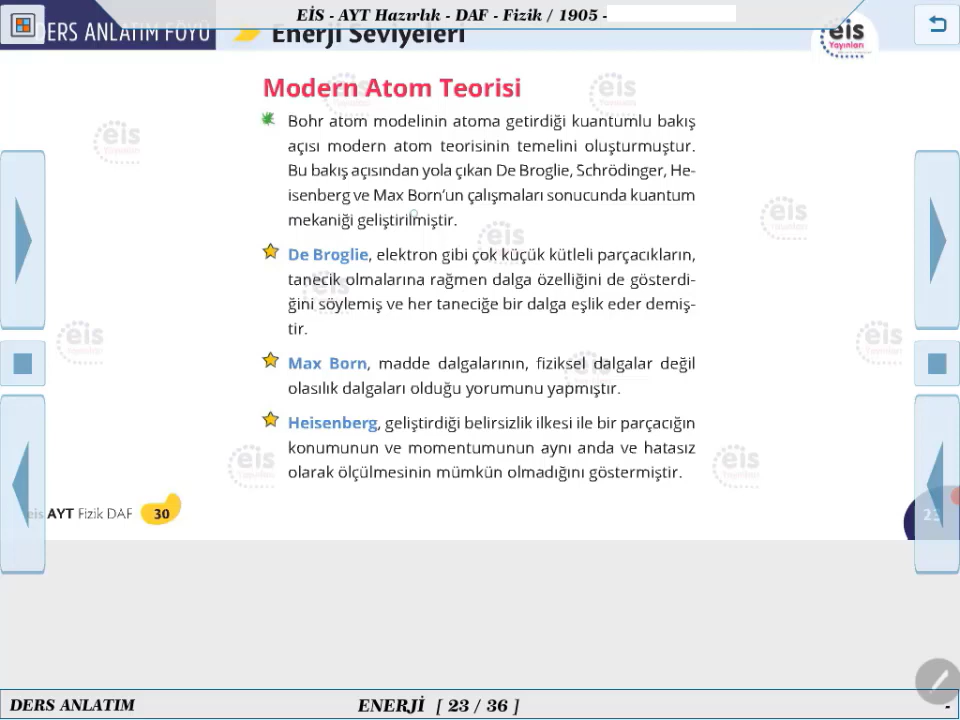 EİS - AYT Hazırlık - DAF - Fizik / 1905 -
DERS ANLATIM FÖYÜ
Enerji Seviyeleri
eis
Yayınları
Modern Atom Teorisi
Bohr atom modelinin atoma getirdiği kuantumlu bakış
açısı modern atom teorisinin temelini oluşturmuştur.
Bu bakış açısından yola çıkan De Broglie, Schrödinger, He-
isenberg ve Max Born'un çalışmaları sonucunda kuantum
mekaniği geliştirilmiştir.
De Broglie, elektron gibi çok küçük kütleli parçacıkların,
tanecik olmalarına rağmen dalga özelliğini de gösterdi-
ğini söylemiş ve her taneciğe bir dalga eşlik eder demiş-
tir.
Max Born, madde dalgalarının, fiziksel dalgalar değil
olasılık dalgaları olduğu yorumunu yapmıştır.
Heisenberg, geliştirdiği belirsizlik ilkesi ile bir parçacığın
konumunun ve momentumunun aynı anda ve hatasız
olarak ölçülmesinin mümkün olmadığını göstermiştir.
eis AYT Fizik DAF 30
23
DERS ANLATIM
ENERJİ [ 23 / 36 ]
-